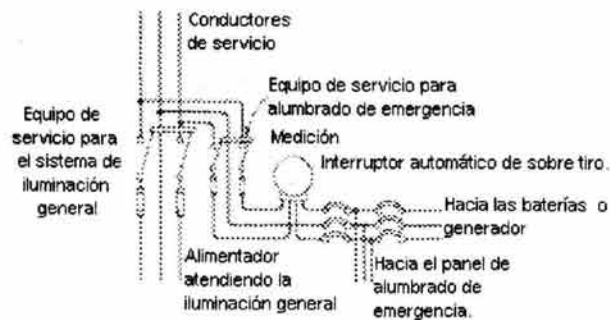 Conductores
de servicio
Equipo de servicio para
alumbrado de emergencia
Equipo de
servicio para
el sistema de
iluminación
general
Medición
Interruptor automático de sobre tiro.
Hacia las baterías o
generador
Alimentador
atendiendo la
iluminación general
Hacia el panel de
alumbrado de
emergencia.